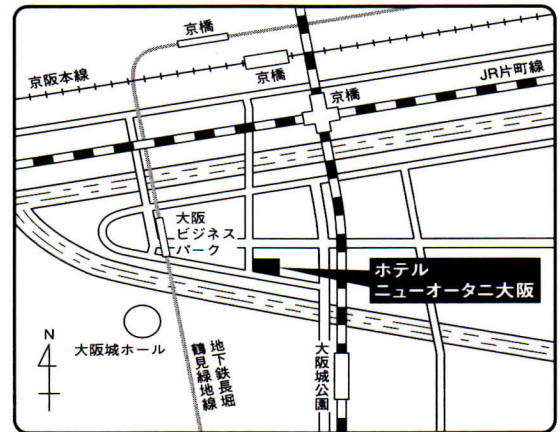 京橋
京阪本線
京橋
京橋
JR片町線
大阪
ビジネス
パーク
ホテル
ニューオータニ大阪
大阪城ホール
N
地下鉄長堀
鶴見緑地線
大阪城公園